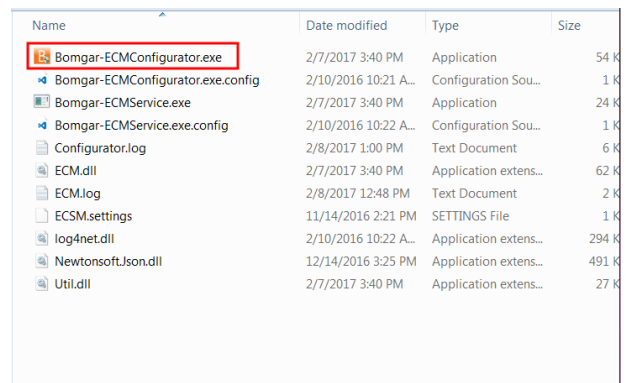 Name Date modified Type Size
Bomgar-ECMConfigurator.exe 2/7/2017 3:40 PM Application 54 K
Bomgar-ECMConfigurator.exe.config 2/10/2016 10:21 A... Configuration Sou... 1 K
Bomgar-ECMService.exe 2/7/2017 3:40 PM Application 24 K
Bomgar-ECMService.exe.config 2/10/2016 10:22 A... Configuration Sou... 1 K
Configurator.log 2/8/2017 1:00 PM Text Document 6 K
ECM.dll 2/7/2017 3:40 PM Application extens... 62 K
ECM.log 2/8/2017 12:48 PM Text Document 2 K
ECSM.settings 11/14/2016 2:21 PM SETTINGS File 1 K
log4net.dll 2/10/2016 10:22 A... Application extens... 294 K
Newtonsoft.Json.dll 12/14/2016 3:25 PM Application extens... 491 K
Util.dll 2/7/2017 3:40 PM Application extens... 27 K